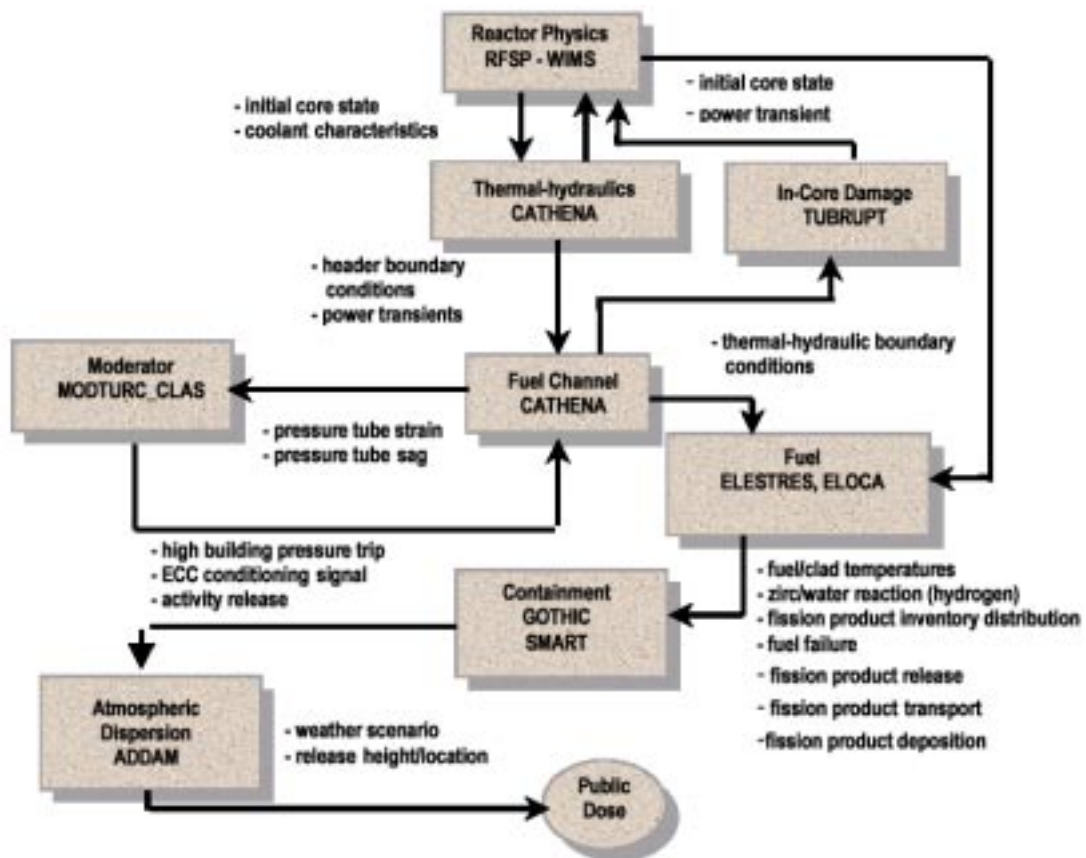 Reactor Physics
RFSP - WIMS
- initial core state
- power transient
- initial core state
- coolant characteristics
Thermal-hydraulics
CATHENA
In-Core Damage
TUBRUPT
- header boundary
conditions
- power transients
- thermal-hydraulic boundary
conditions
Moderator
MODTURC_CLAS
Fuel Channel
CATHENA
- pressure tube strain
- pressure tube sag
Fuel
ELESTRES, ELOCA
- high building pressure trip
- ECC conditioning signal
- activity release
Containment
GOTHIC
SMART
- fuel/clad temperatures
- zirc/water reaction (hydrogen)
- fission product inventory distribution
- fuel failure
- fission product release
- fission product transport
-fission product deposition
Atmospheric
Dispersion
ADDAM
- weather scenario
- release height/location
Public
Dose